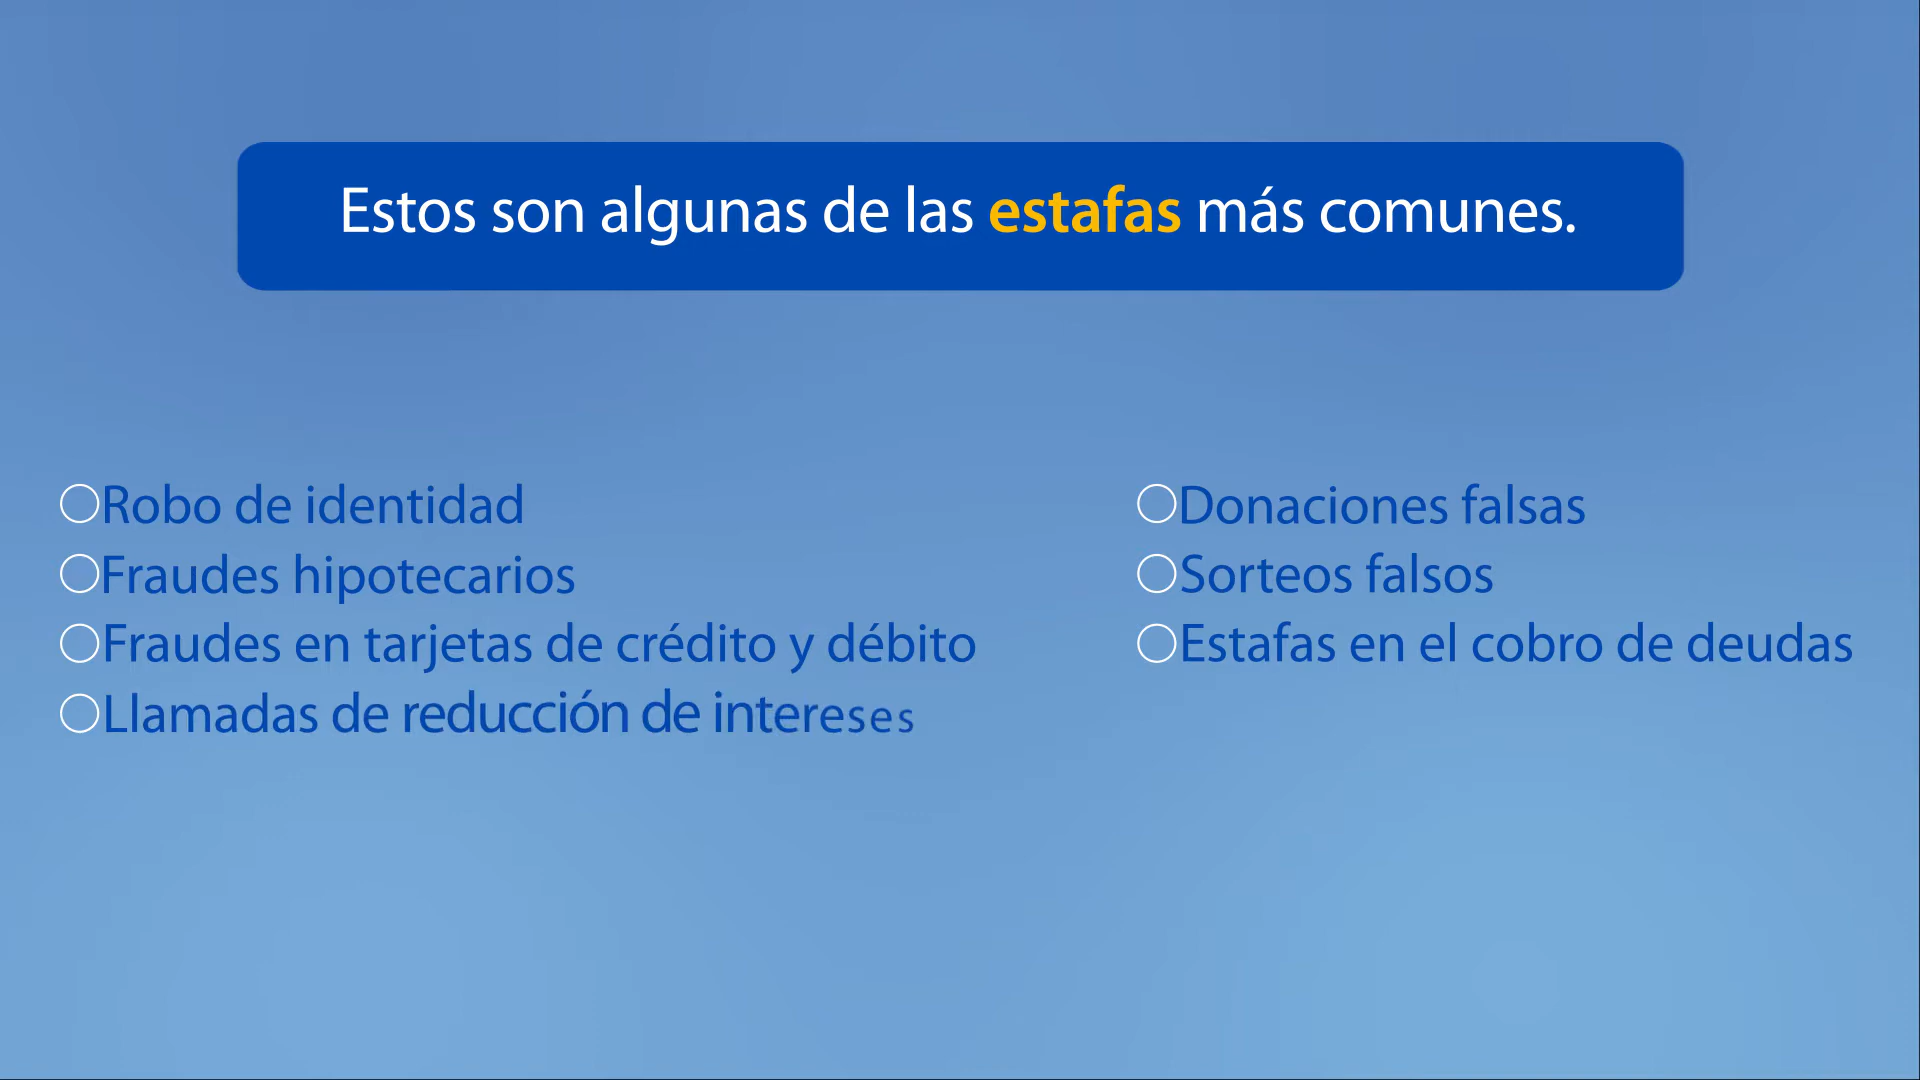 Estos son algunas de las estafas más comunes.
Robo de identidad
Fraudes hipotecarios
Fraudes en tarjetas de crédito y débito
Llamadas de reducción de intereses
Donaciones falsas
Sorteos falsos
Estafas en el cobro de deudas